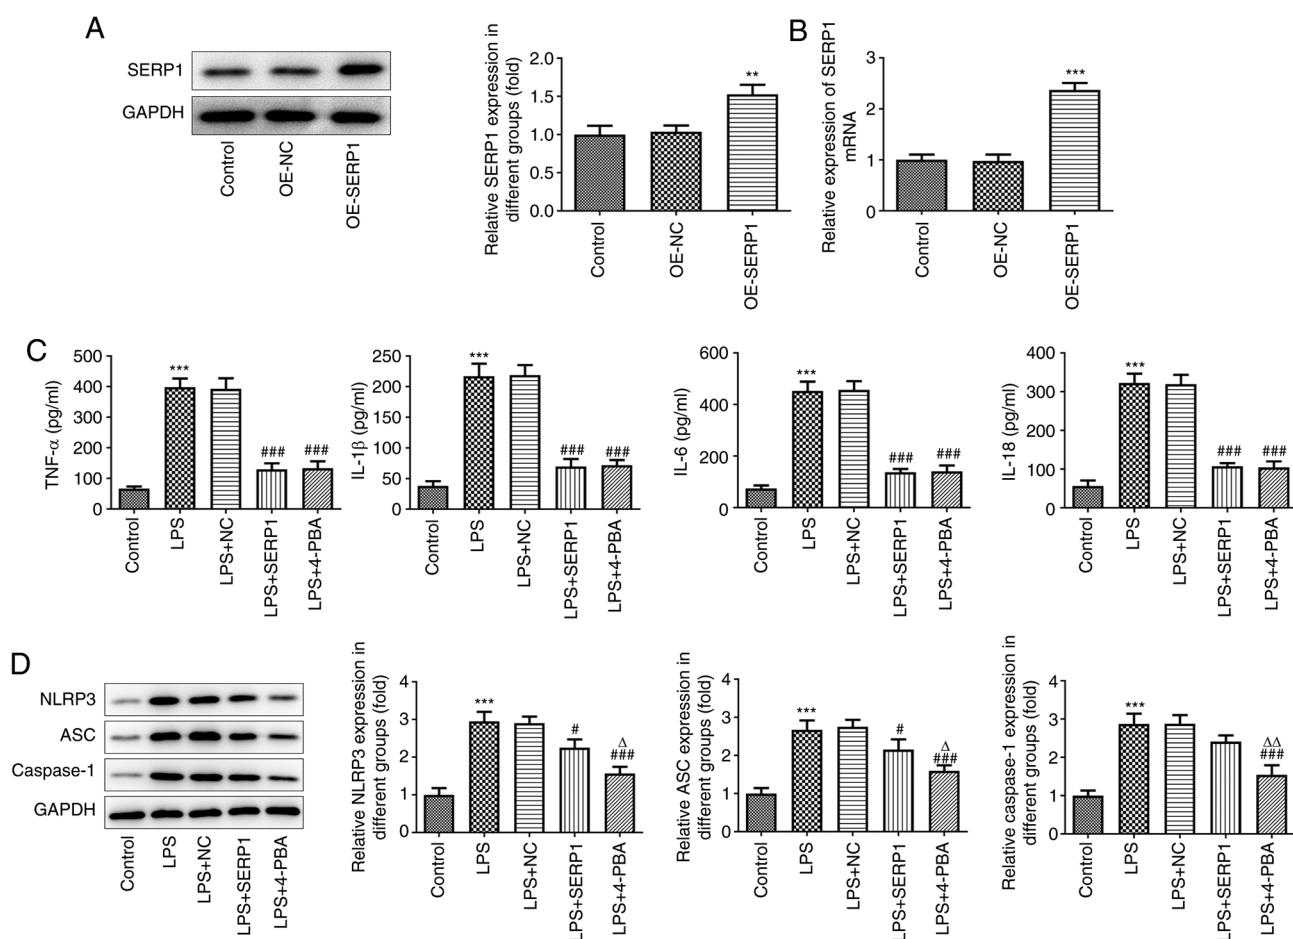 A
SERP1
GAPDH
Control
OE-NC
OE-SERP1
Relative SERP1 expression in
different groups (fold)
2.0
1.5
1.0
0.5
0.0
**
Control
OE-NC
OE-SERP1
B
Relative expression of SERP1
mRNA
3
2
1
0
***
Control
OE-NC
OE-SERP1
C
TNF-α (pg/ml)
500
400
300
200
100
0
***
###
###
Control
LPS
LPS+NC
LPS+SERP1
LPS+4-PBA
IL-1β (pg/ml)
250
200
150
100
50
0
***
###
###
Control
LPS
LPS+NC
LPS+SERP1
LPS+4-PBA
IL-6 (pg/ml)
600
400
200
0
***
###
###
Control
LPS
LPS+NC
LPS+SERP1
LPS+4-PBA
IL-18 (pg/ml)
400
300
200
100
0
***
###
###
Control
LPS
LPS+NC
LPS+SERP1
LPS+4-PBA
D
NLRP3
ASC
Caspase-1
GAPDH
Control
LPS
LPS+NC
LPS+SERP1
LPS+4-PBA
Relative NLRP3 expression in
different groups (fold)
4
3
2
1
0
***
#
Δ
###
Control
LPS
LPS+NC
LPS+SERP1
LPS+4-PBA
Relative ASC expression in
different groups (fold)
4
3
2
1
0
***
#
Δ
###
Control
LPS
LPS+NC
LPS+SERP1
LPS+4-PBA
Relative caspase-1 expression in
different groups (fold)
4
3
2
1
0
***
ΔΔ
###
Control
LPS
LPS+NC
LPS+SERP1
LPS+4-PBA